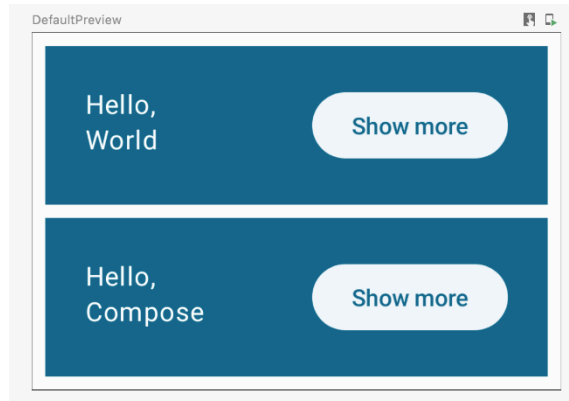 DefaultPreview
Hello,
World
Show more
Hello,
Compose
Show more